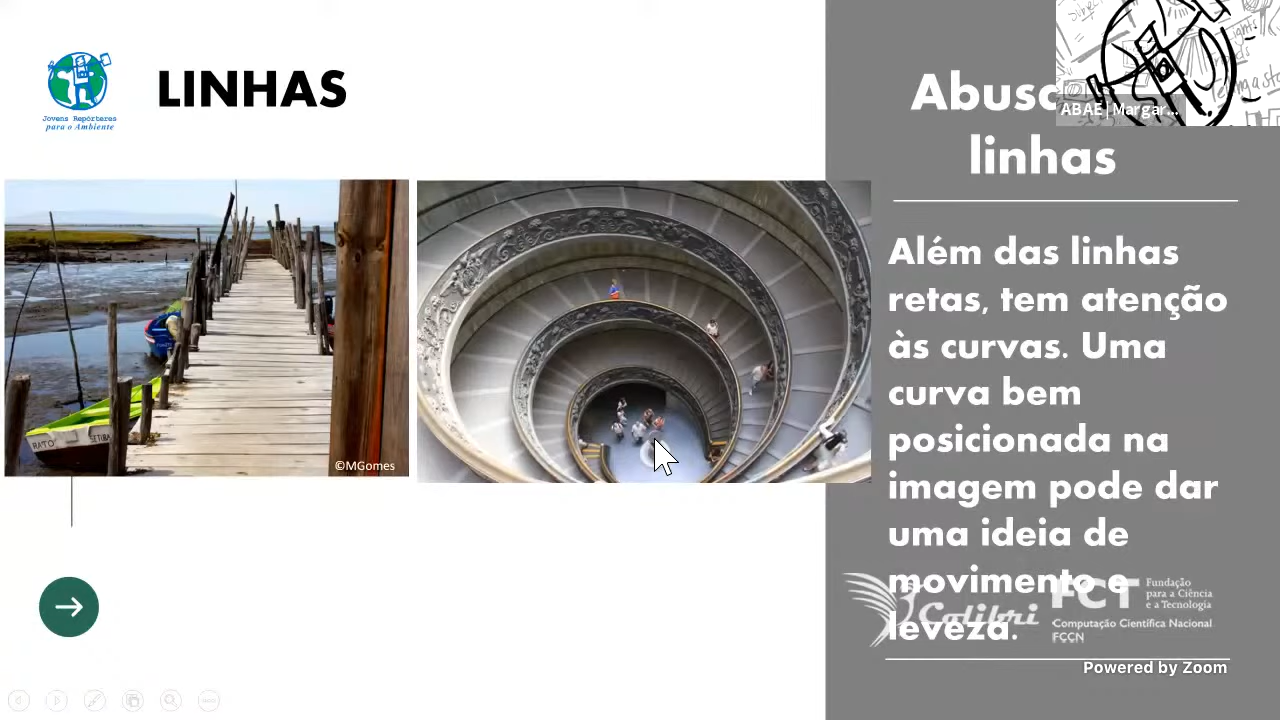 Jovens Repórteres
para o Ambiente
LINHAS
RATO
SETUBA
©MGomes
ABAE | Margar...
linhas
Além das linhas
retas, tem atenção
às curvas. Uma
curva bem
posicionada na
imagem pode dar
uma ideia de
movimento e
leveza.
Colibri
FCT
Fundação
para a Ciência
e a Tecnologia
Computação Científica Nacional
FCCN
Powered by Zoom